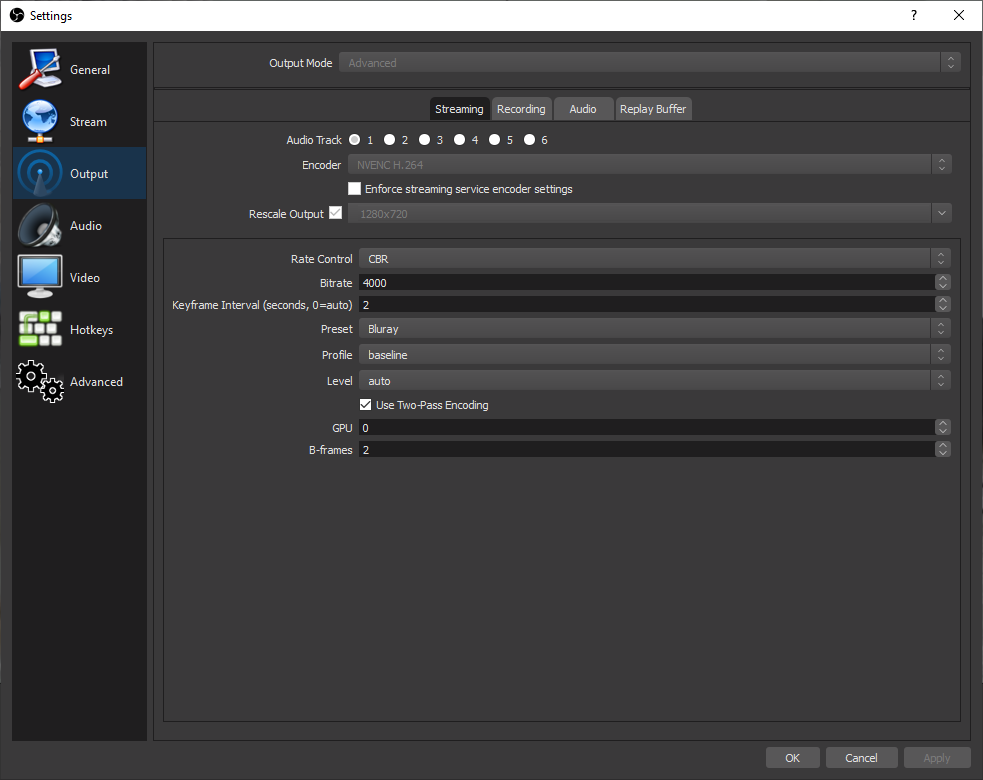 Settings
?
General
Stream
Output
Audio
Video
Hotkeys
Advanced
Output Mode Advanced
Streaming Recording Audio Replay Buffer
Audio Track 1 2 3 4 5 6
Encoder NVENC H.264
Enforce streaming service encoder settings
Rescale Output 1280x720
Rate Control CBR
Bitrate 4000
Keyframe Interval (seconds, 0=auto) 2
Preset Bluray
Profile baseline
Level auto
Use Two-Pass Encoding
GPU 0
B-frames 2
OK Cancel Apply